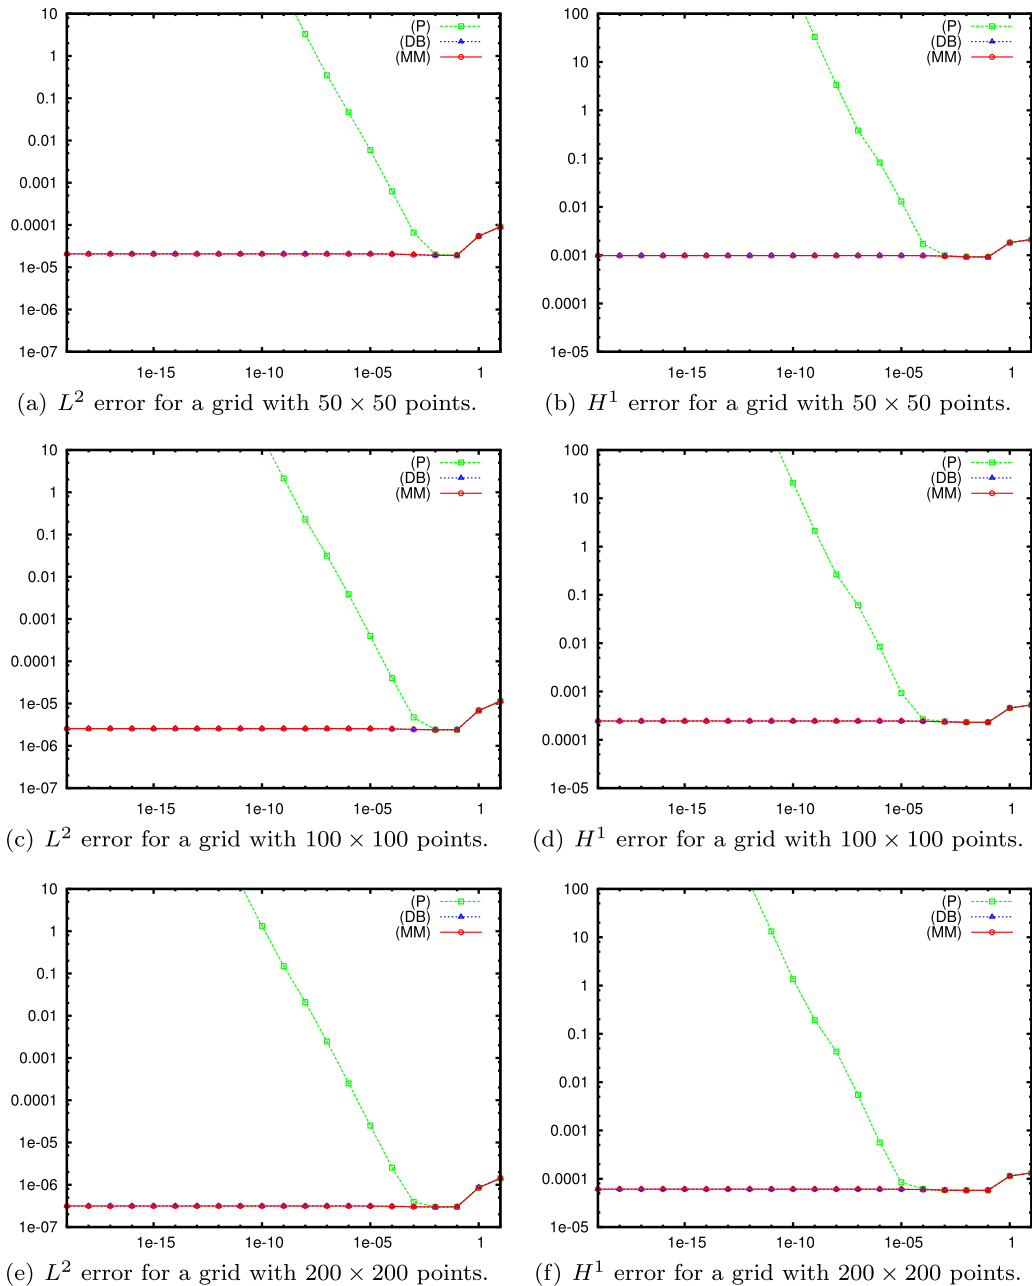 10
1
0.1
0.01
0.001
0.0001
1e-05
1e-06
1e-07
1e-15 1e-10 1e-05 1
(P)
(DB)
(MM)
(a) L² error for a grid with 50 × 50 points.
100
10
1
0.1
0.01
0.001
0.0001
1e-05
1e-15 1e-10 1e-05 1
(P)
(DB)
(MM)
(b) H¹ error for a grid with 50 × 50 points.
10
1
0.1
0.01
0.001
0.0001
1e-05
1e-06
1e-07
1e-15 1e-10 1e-05 1
(P)
(DB)
(MM)
(c) L² error for a grid with 100 × 100 points.
100
10
1
0.1
0.01
0.001
0.0001
1e-05
1e-15 1e-10 1e-05 1
(P)
(DB)
(MM)
(d) H¹ error for a grid with 100 × 100 points.
10
1
0.1
0.01
0.001
0.0001
1e-05
1e-06
1e-07
1e-15 1e-10 1e-05 1
(P)
(DB)
(MM)
(e) L² error for a grid with 200 × 200 points.
100
10
1
0.1
0.01
0.001
0.0001
1e-05
1e-15 1e-10 1e-05 1
(P)
(DB)
(MM)
(f) H¹ error for a grid with 200 × 200 points.